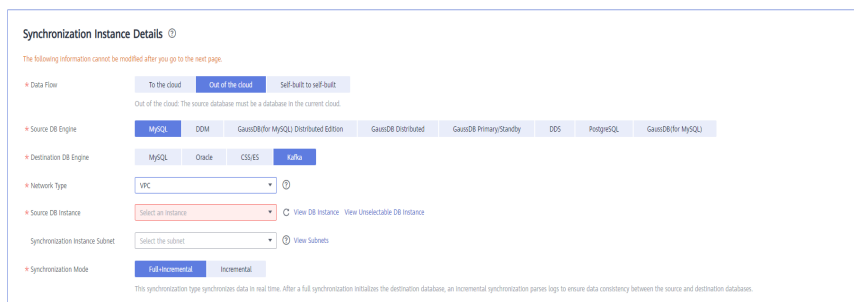 Synchronization Instance Details ?
The following information cannot be modified after you go to the next page.
* Data Flow To the cloud Out of the cloud Self-built to self-built
Out of the cloud: The source database must be a database in the current cloud.
* Source DB Engine MySQL DDM GaussDB(for MySQL) Distributed Edition GaussDB Distributed GaussDB Primary/Standby DDS PostgreSQL GaussDB(for MySQL)
* Destination DB Engine MySQL Oracle CSS/ES Kafka
* Network Type VPC ?
* Source DB Instance Select an instance View DB Instance View Unselectable DB Instance
Synchronization Instance Subnet Select the subnet ? View Subnets
* Synchronization Mode Full+Incremental Incremental
This synchronization type synchronizes data in real time. After a full synchronization initializes the destination database, an incremental synchronization parses logs to ensure data consistency between the source and destination databases.